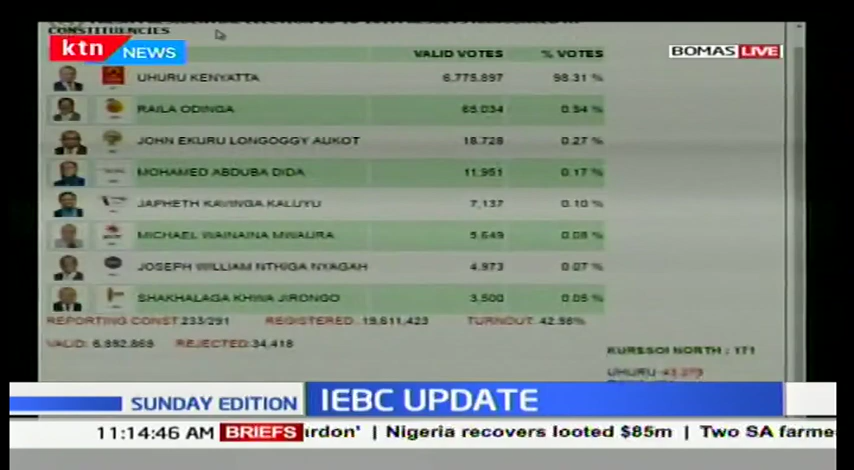 CONSTITUENCIES
ktn NEWS
BOMAS LIVE
VALID VOTES % VOTES
UHURU KENYATTA 6,775,897 98.31 %
RAILA ODINGA 65,034 0.94 %
JOHN EKURU LONGOGGY AUKOT 18,728 0.27 %
MOHAMED ABDUBA DIDA 11,951 0.17 %
JAPHETH KAVINGA KALUYU 7,137 0.10 %
MICHAEL WAINAINA MWAURA 5,649 0.08 %
JOSEPH WILLIAM NTHIGA NYAGAH 4,973 0.07 %
SHAKHALAGA KHWA JIRONGO 3,500 0.05 %
REPORTING CONST 233/291 REGISTERED: 15,611,423 TURNOUT: 42.56%
VALID: 6,892,869 REJECTED: 34,418
KURESOI NORTH : 171
UHURU
SUNDAY EDITION IEBC UPDATE
11:14:46 AM BRIEFS urdon' | Nigeria recovers looted $85m | Two SA farme